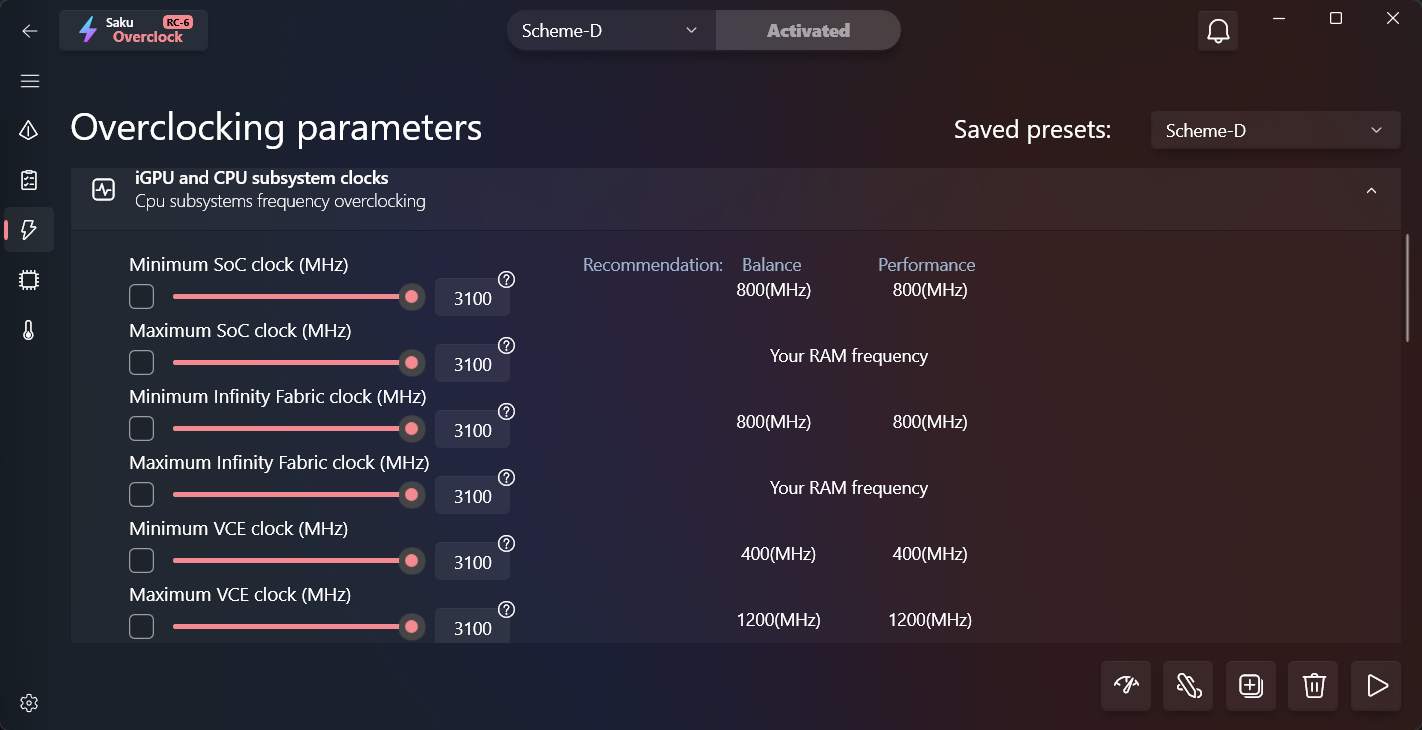 Saku RC-6
Overclock
Scheme-D
Activated
Overclocking parameters
Saved presets:
Scheme-D
iGPU and CPU subsystem clocks
Cpu subsystems frequency overclocking
Minimum SoC clock (MHz)
3100
Recommendation:
Balance
Performance
800(MHz)
800(MHz)
Maximum SoC clock (MHz)
3100
Your RAM frequency
Minimum Infinity Fabric clock (MHz)
3100
800(MHz)
800(MHz)
Maximum Infinity Fabric clock (MHz)
3100
Your RAM frequency
Minimum VCE clock (MHz)
3100
400(MHz)
400(MHz)
Maximum VCE clock (MHz)
3100
1200(MHz)
1200(MHz)